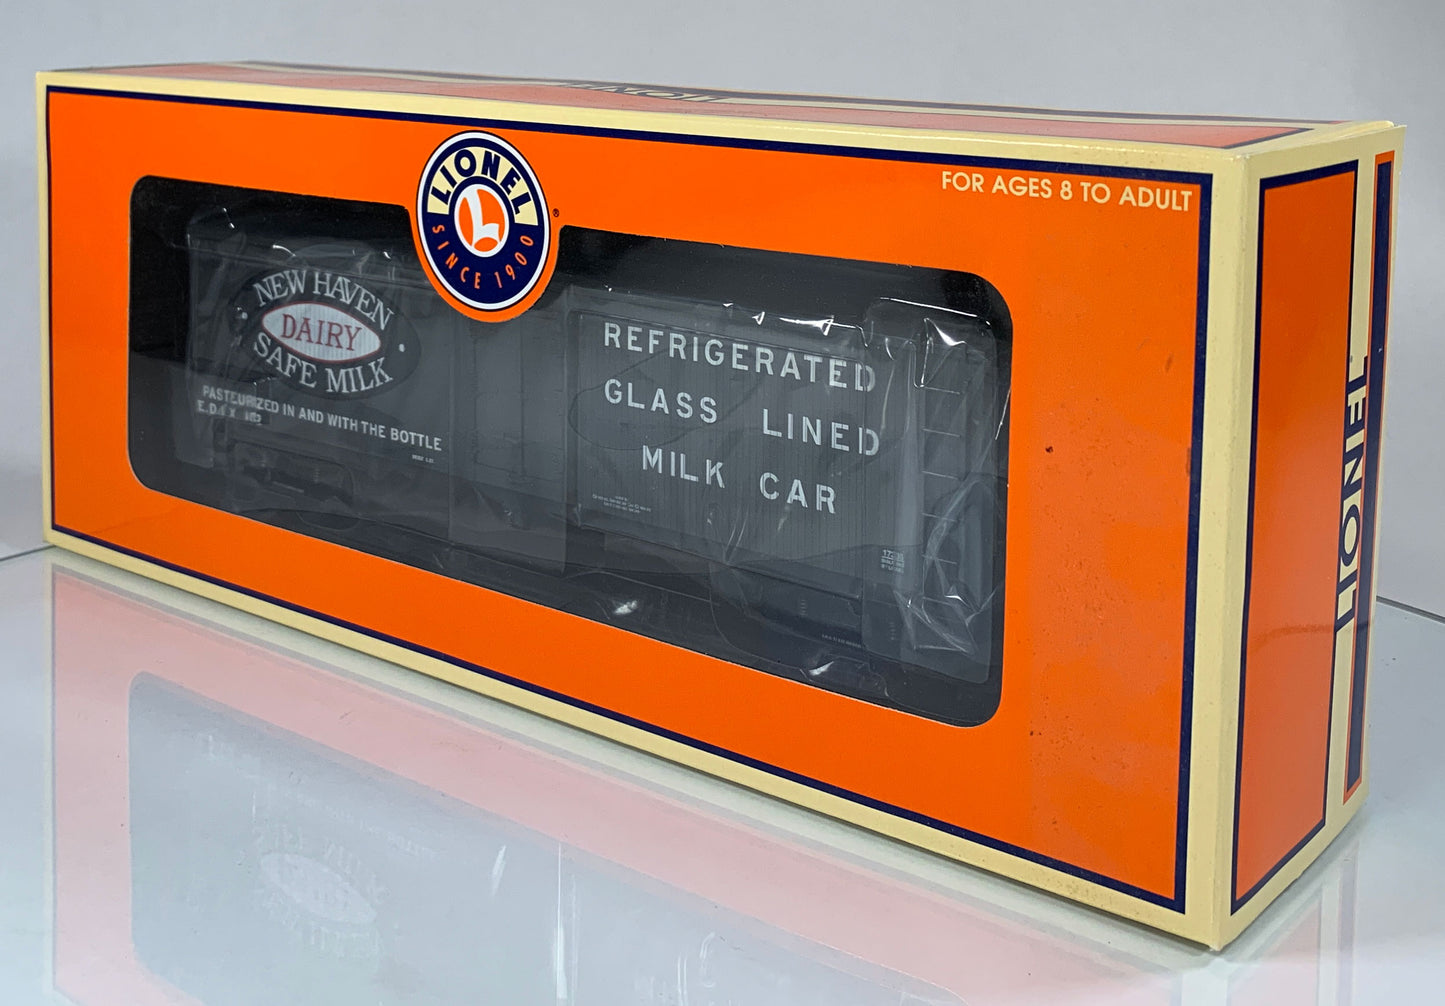 LIONEL
LIONEL
SINCE 1900
L
®
FOR AGES 8 TO ADULT
NEW HAVEN
DAIRY
SAFE MILK
PASTEURIZED IN AND WITH THE BOTTLE
REFRIGERATED
GLASS LINED
MILK CAR
LIONEL